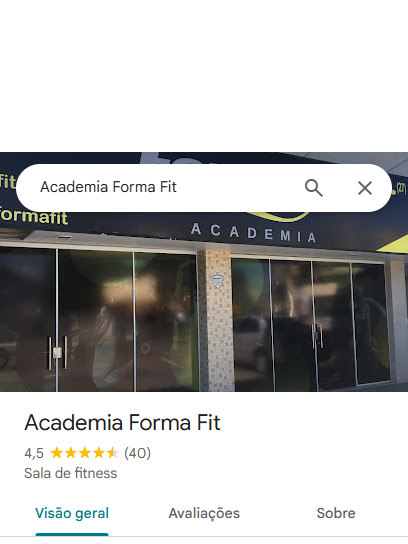 Academia Forma Fit
(27)
formafit
ACADEMIA
Academia Forma Fit
4,5 (40)
Sala de fitness
Visão geral
Avaliações
Sobre